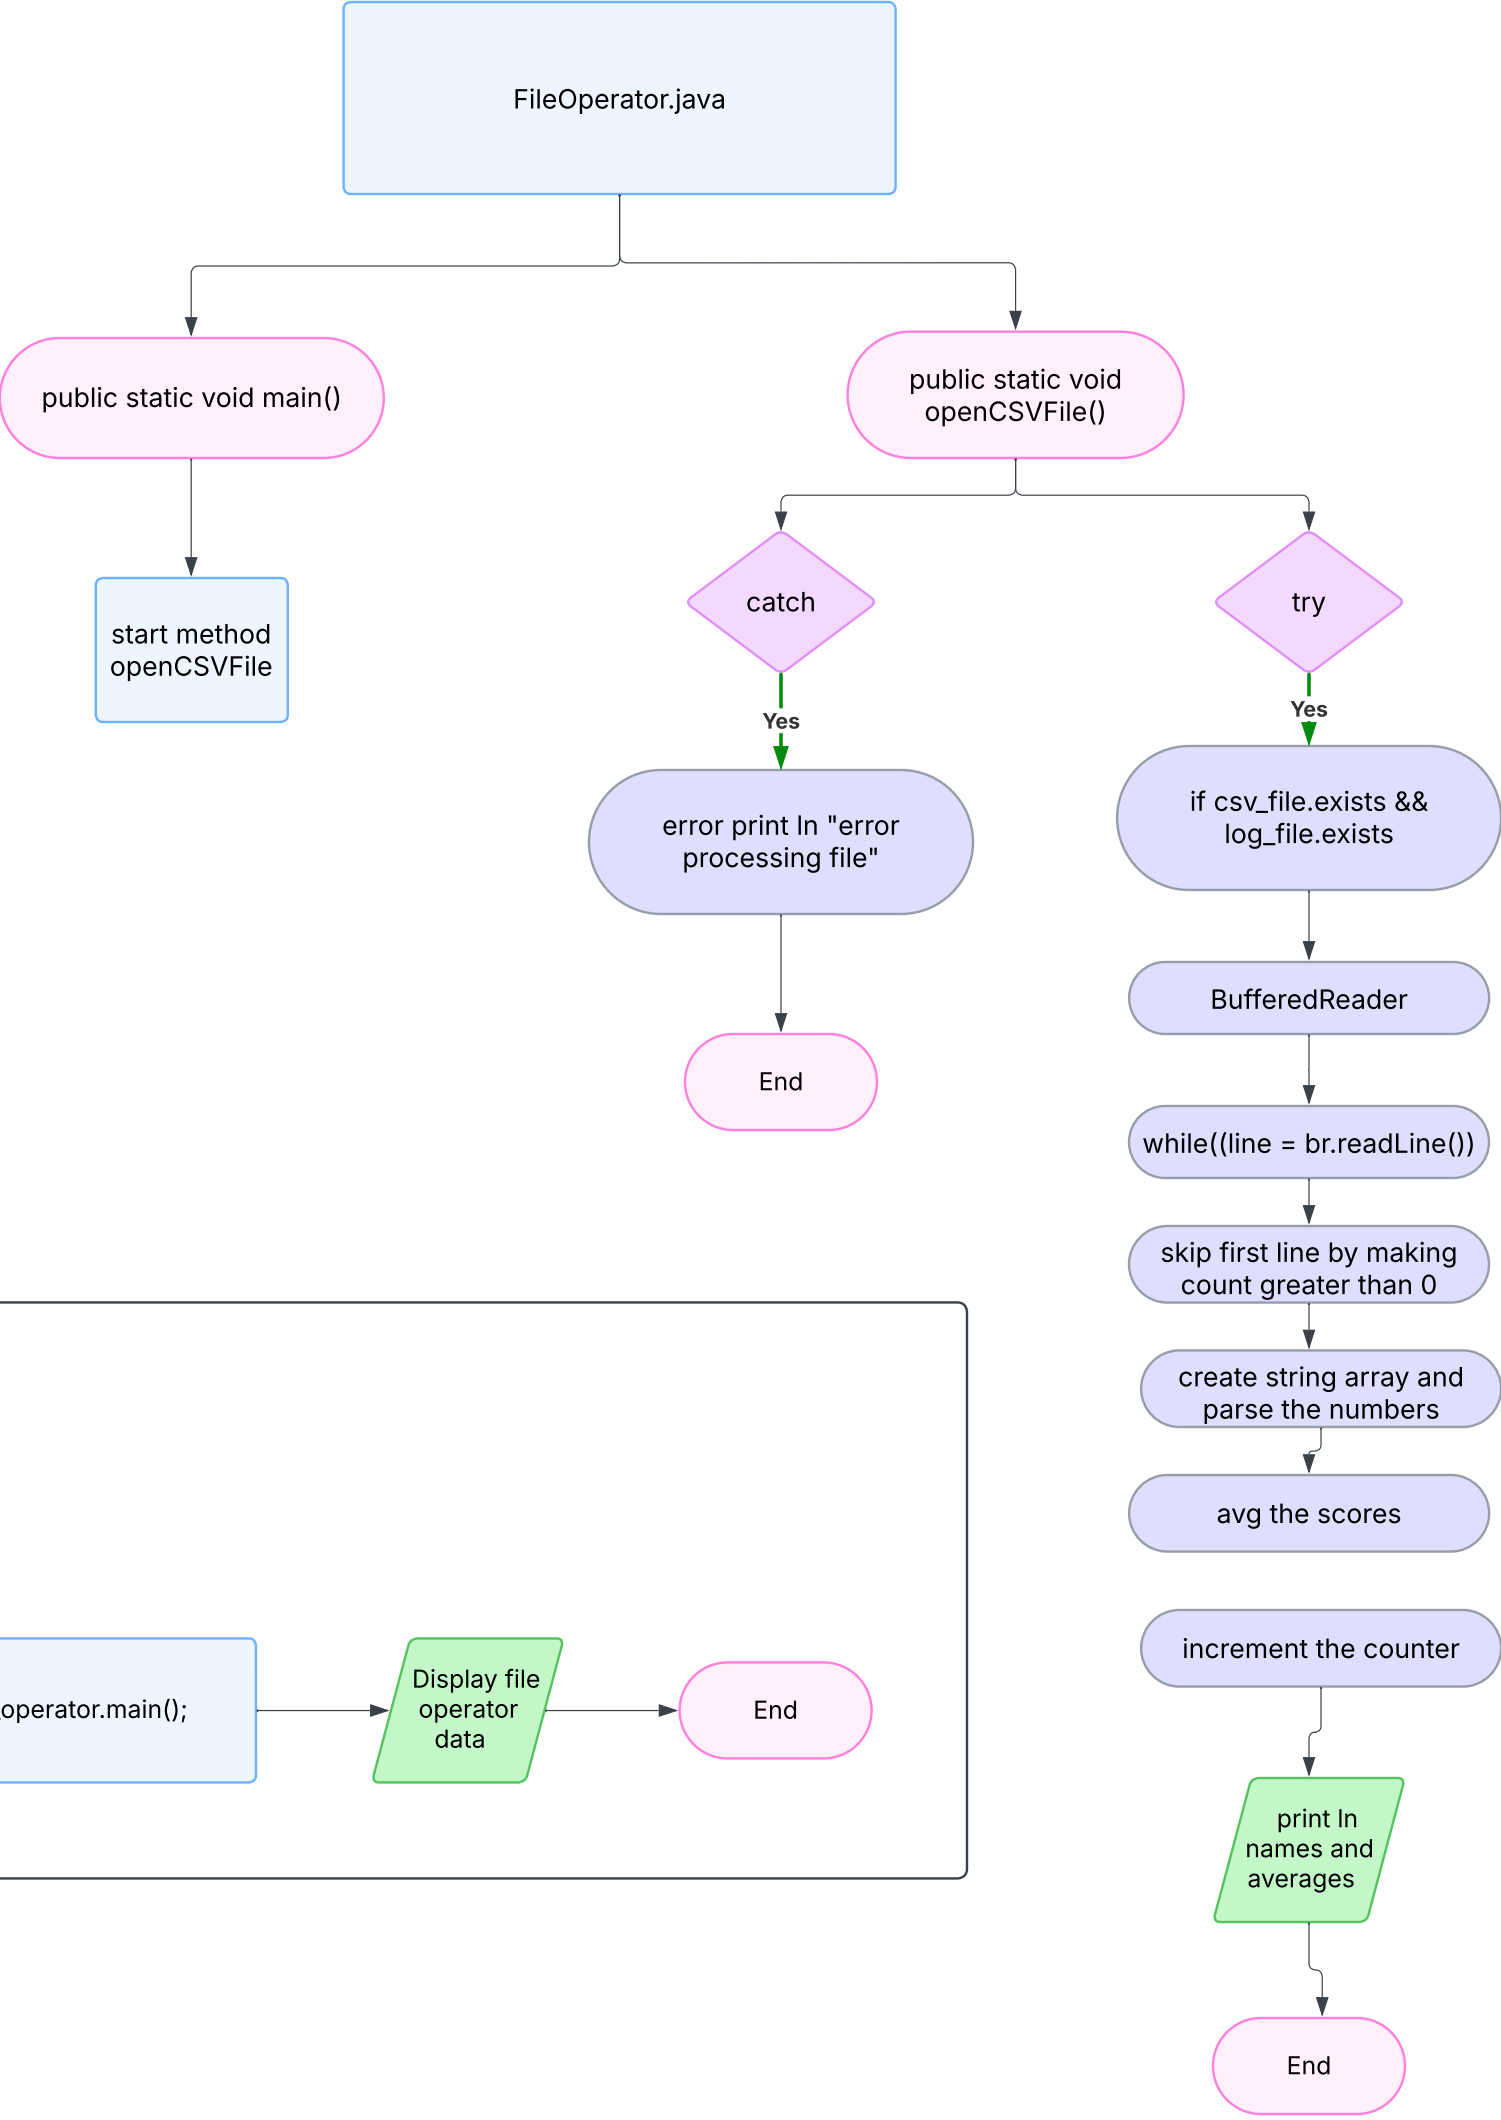 FileOperator.java
public static void main()
start method
openCSVFile
public static void
openCSVFile()
catch
Yes
error print ln "error
processing file"
End
try
Yes
if csv_file.exists &&
log_file.exists
BufferedReader
while((line = br.readLine())
skip first line by making
count greater than 0
create string array and
parse the numbers
avg the scores
increment the counter
print ln
names and
averages
End
_operator.main();
Display file
operator
data
End